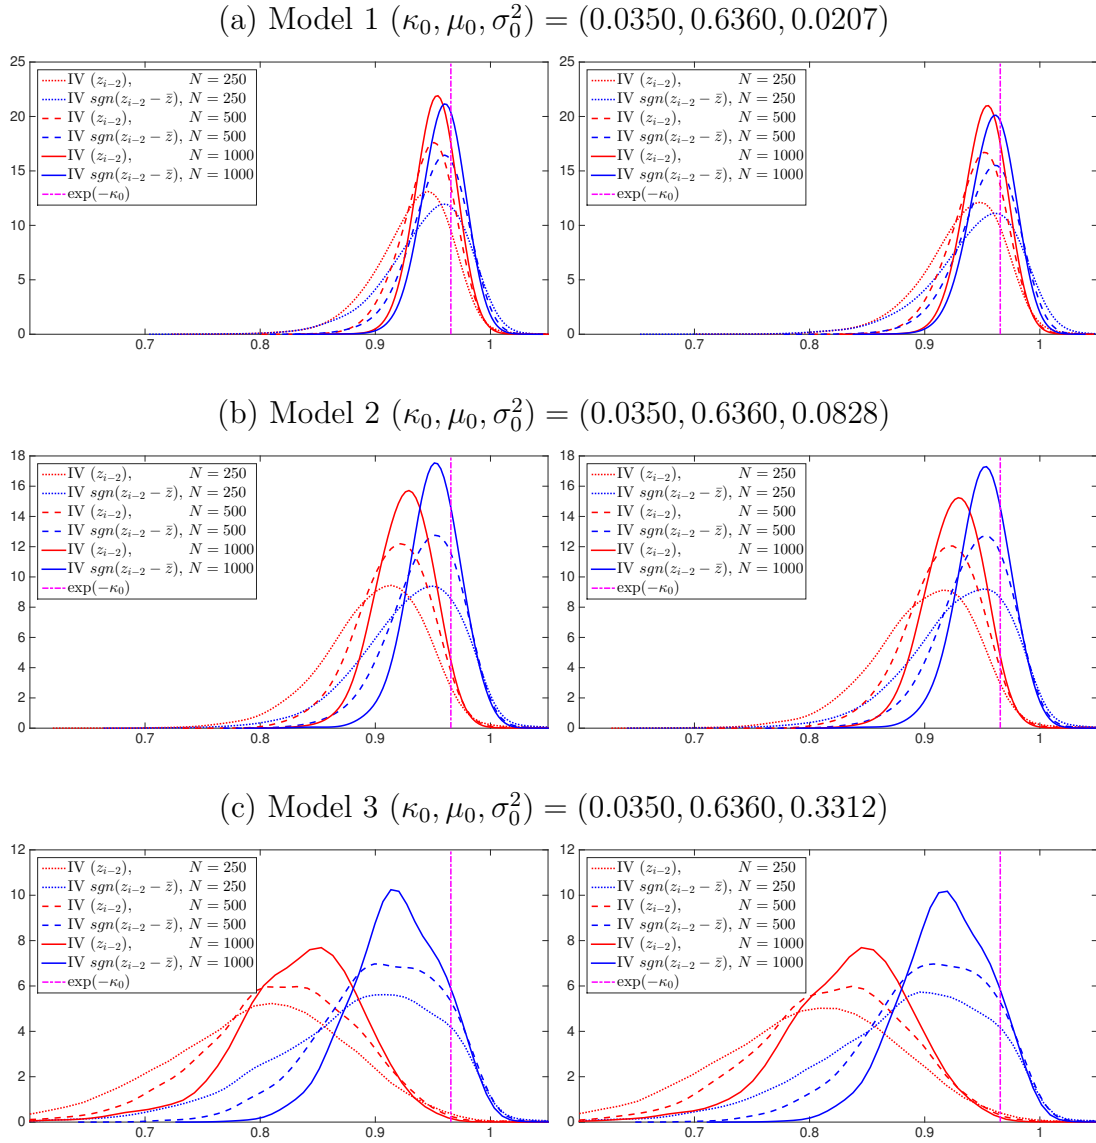 (a) Model 1 (κ₀, μ₀, σ₀²) = (0.0350, 0.6360, 0.0207)
25
20
15
10
5
0
IV (zᵢ₋₂), N = 250
IV sgn(zᵢ₋₂ − z̄), N = 250
IV (zᵢ₋₂), N = 500
IV sgn(zᵢ₋₂ − z̄), N = 500
IV (zᵢ₋₂), N = 1000
IV sgn(zᵢ₋₂ − z̄), N = 1000
exp(−κ₀)
0.7 0.8 0.9 1
25
20
15
10
5
0
IV (zᵢ₋₂), N = 250
IV sgn(zᵢ₋₂ − z̄), N = 250
IV (zᵢ₋₂), N = 500
IV sgn(zᵢ₋₂ − z̄), N = 500
IV (zᵢ₋₂), N = 1000
IV sgn(zᵢ₋₂ − z̄), N = 1000
exp(−κ₀)
0.7 0.8 0.9 1
(b) Model 2 (κ₀, μ₀, σ₀²) = (0.0350, 0.6360, 0.0828)
18
16
14
12
10
8
6
4
2
0
IV (zᵢ₋₂), N = 250
IV sgn(zᵢ₋₂ − z̄), N = 250
IV (zᵢ₋₂), N = 500
IV sgn(zᵢ₋₂ − z̄), N = 500
IV (zᵢ₋₂), N = 1000
IV sgn(zᵢ₋₂ − z̄), N = 1000
exp(−κ₀)
0.7 0.8 0.9 1
18
16
14
12
10
8
6
4
2
0
IV (zᵢ₋₂), N = 250
IV sgn(zᵢ₋₂ − z̄), N = 250
IV (zᵢ₋₂), N = 500
IV sgn(zᵢ₋₂ − z̄), N = 500
IV (zᵢ₋₂), N = 1000
IV sgn(zᵢ₋₂ − z̄), N = 1000
exp(−κ₀)
0.7 0.8 0.9 1
(c) Model 3 (κ₀, μ₀, σ₀²) = (0.0350, 0.6360, 0.3312)
12
10
8
6
4
2
0
IV (zᵢ₋₂), N = 250
IV sgn(zᵢ₋₂ − z̄), N = 250
IV (zᵢ₋₂), N = 500
IV sgn(zᵢ₋₂ − z̄), N = 500
IV (zᵢ₋₂), N = 1000
IV sgn(zᵢ₋₂ − z̄), N = 1000
exp(−κ₀)
0.7 0.8 0.9 1
12
10
8
6
4
2
0
IV (zᵢ₋₂), N = 250
IV sgn(zᵢ₋₂ − z̄), N = 250
IV (zᵢ₋₂), N = 500
IV sgn(zᵢ₋₂ − z̄), N = 500
IV (zᵢ₋₂), N = 1000
IV sgn(zᵢ₋₂ − z̄), N = 1000
exp(−κ₀)
0.7 0.8 0.9 1